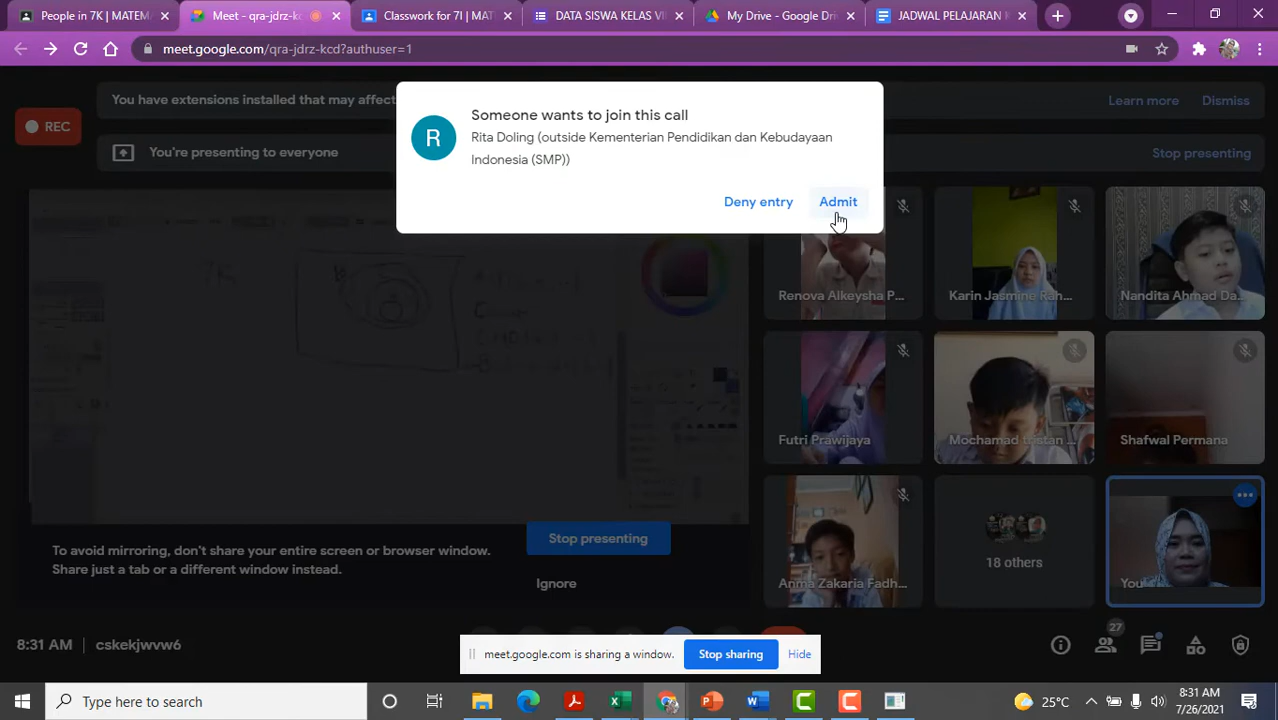 People in 7K | MATEM
Meet - qra-jdrz-kc
Classwork for 7I | MAT
DATA SISWA KELAS VI
My Drive - Google Dri
JADWAL PELAJARAN
meet.google.com/qra-jdrz-kcd?authuser=1
You have extensions installed that may affect
Learn more
Dismiss
REC
You're presenting to everyone
Stop presenting
Someone wants to join this call
R
Rita Doling (outside Kementerian Pendidikan dan Kebudayaan
Indonesia (SMP))
Deny entry
Admit
7K
Renova Alkeysha P...
Karin Jasmine Rah...
Nandita Ahmad Da...
Futri Prawijaya
Mochamad tristan ...
Shafwal Permana
To avoid mirroring, don't share your entire screen or browser window.
Share just a tab or a different window instead.
Stop presenting
Ignore
Anma Zakaria Fadh...
18 others
You
8:31 AM | cskekjwvw6
27
meet.google.com is sharing a window.
Stop sharing
Hide
Type here to search
25°C
8:31 AM
7/26/2021